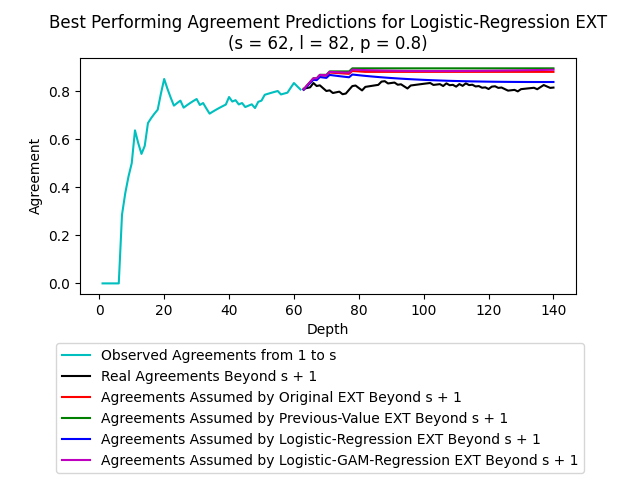 Best Performing Agreement Predictions for Logistic-Regression EXT
(s = 62, l = 82, p = 0.8)
Agreement
0.8
0.6
0.4
0.2
0.0
0 20 40 60 80 100 120 140
Depth
Observed Agreements from 1 to s
Real Agreements Beyond s + 1
Agreements Assumed by Original EXT Beyond s + 1
Agreements Assumed by Previous-Value EXT Beyond s + 1
Agreements Assumed by Logistic-Regression EXT Beyond s + 1
Agreements Assumed by Logistic-GAM-Regression EXT Beyond s + 1